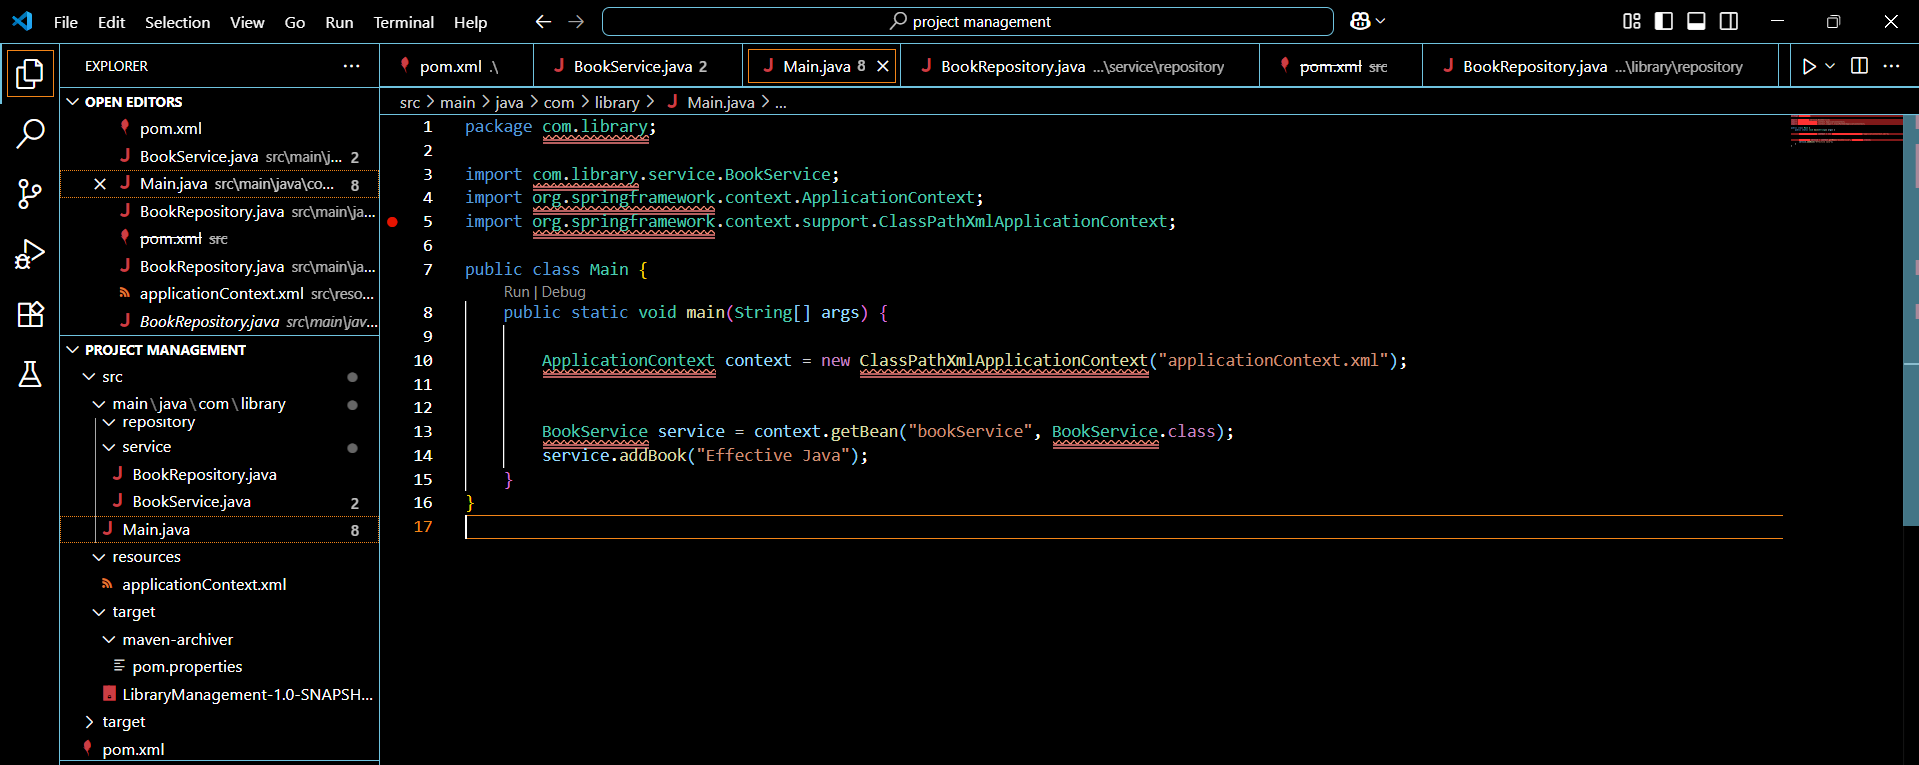 File Edit Selection View Go Run Terminal Help project management
EXPLORER
OPEN EDITORS
pom.xml
BookService.java src\main\j... 2
Main.java src\main\java\co... 8
BookRepository.java src\main\ja...
pom.xml src
BookRepository.java src\main\ja...
applicationContext.xml src\reso...
BookRepository.java src\main\jav...
PROJECT MANAGEMENT
src
main\java\com\library
repository
service
BookRepository.java
BookService.java 2
Main.java 8
resources
applicationContext.xml
target
maven-archiver
pom.properties
LibraryManagement-1.0-SNAPSH...
target
pom.xml
pom.xml .\ BookService.java 2 Main.java 8 BookRepository.java ...\service\repository pom.xml src BookRepository.java ...\library\repository
src > main > java > com > library > Main.java > ...
1 package com.library;
2
3 import com.library.service.BookService;
4 import org.springframework.context.ApplicationContext;
5 import org.springframework.context.support.ClassPathXmlApplicationContext;
6
7 public class Main {
Run | Debug
8 public static void main(String[] args) {
9
10 ApplicationContext context = new ClassPathXmlApplicationContext("applicationContext.xml");
11
12
13 BookService service = context.getBean("bookService", BookService.class);
14 service.addBook("Effective Java");
15 }
16 }
17